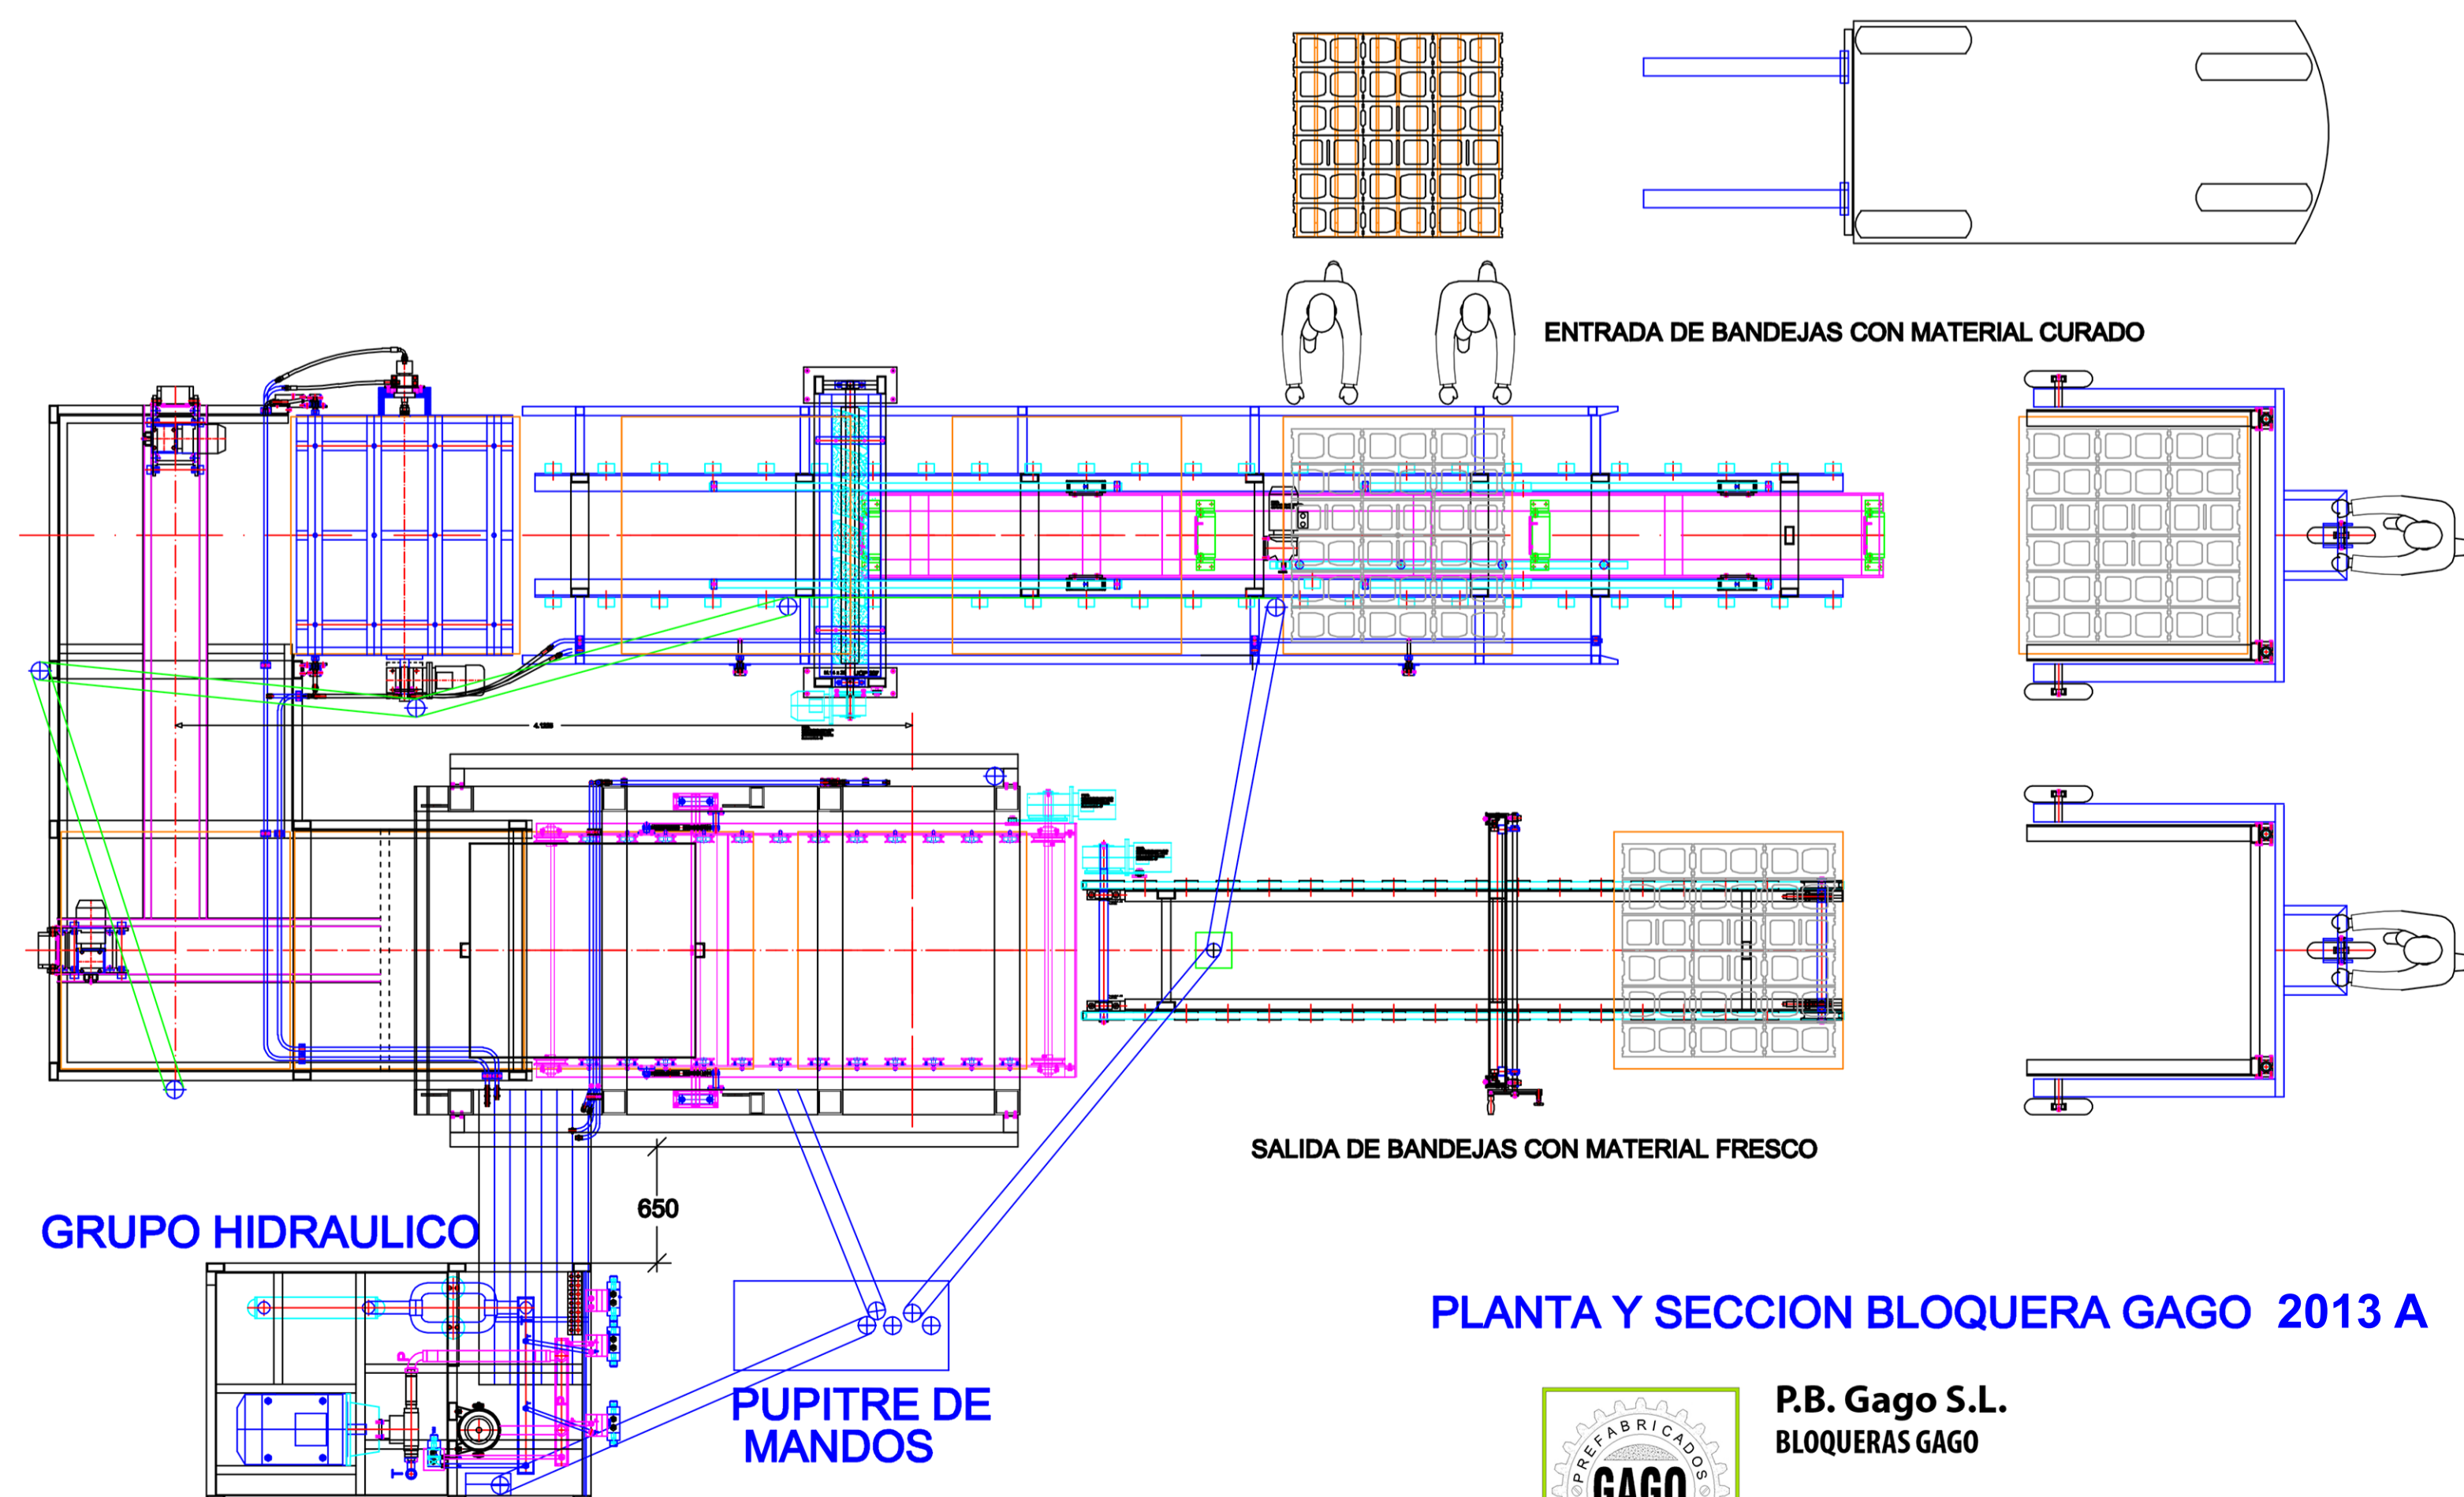 ENTRADA DE BANDEJAS CON MATERIAL CURADO
SALIDA DE BANDEJAS CON MATERIAL FRESCO
650
GRUPO HIDRAULICO
P
P
T
T
PUPITRE DE
MANDOS
PLANTA Y SECCION BLOQUERA GAGO 2013 A
P.B. Gago S.L.
BLOQUERAS GAGO
PREFABRICADOS
GAGO